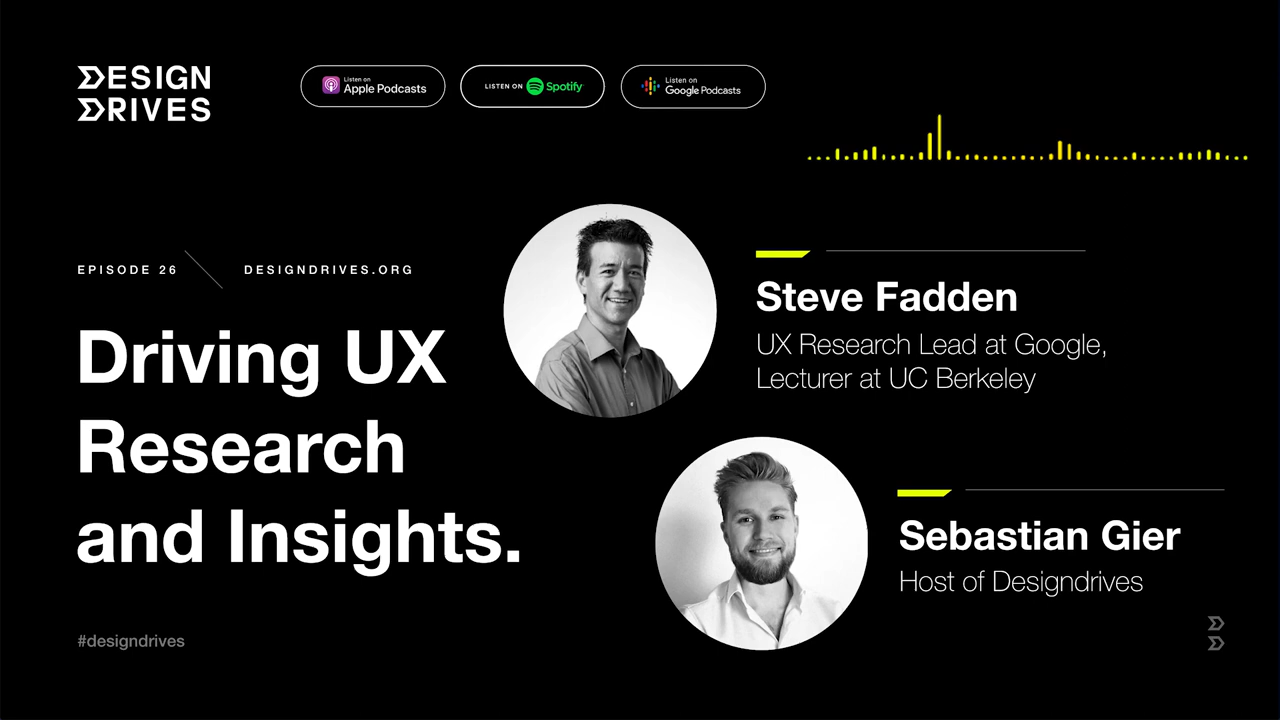 DESIGN
DRIVES
Listen on
Apple Podcasts
LISTEN ON Spotify
Listen on
Google Podcasts
EPISODE 26
DESIGNDRIVES.ORG
Driving UX
Research
and Insights.
Steve Fadden
UX Research Lead at Google,
Lecturer at UC Berkeley
Sebastian Gier
Host of Designdrives
#designdrives